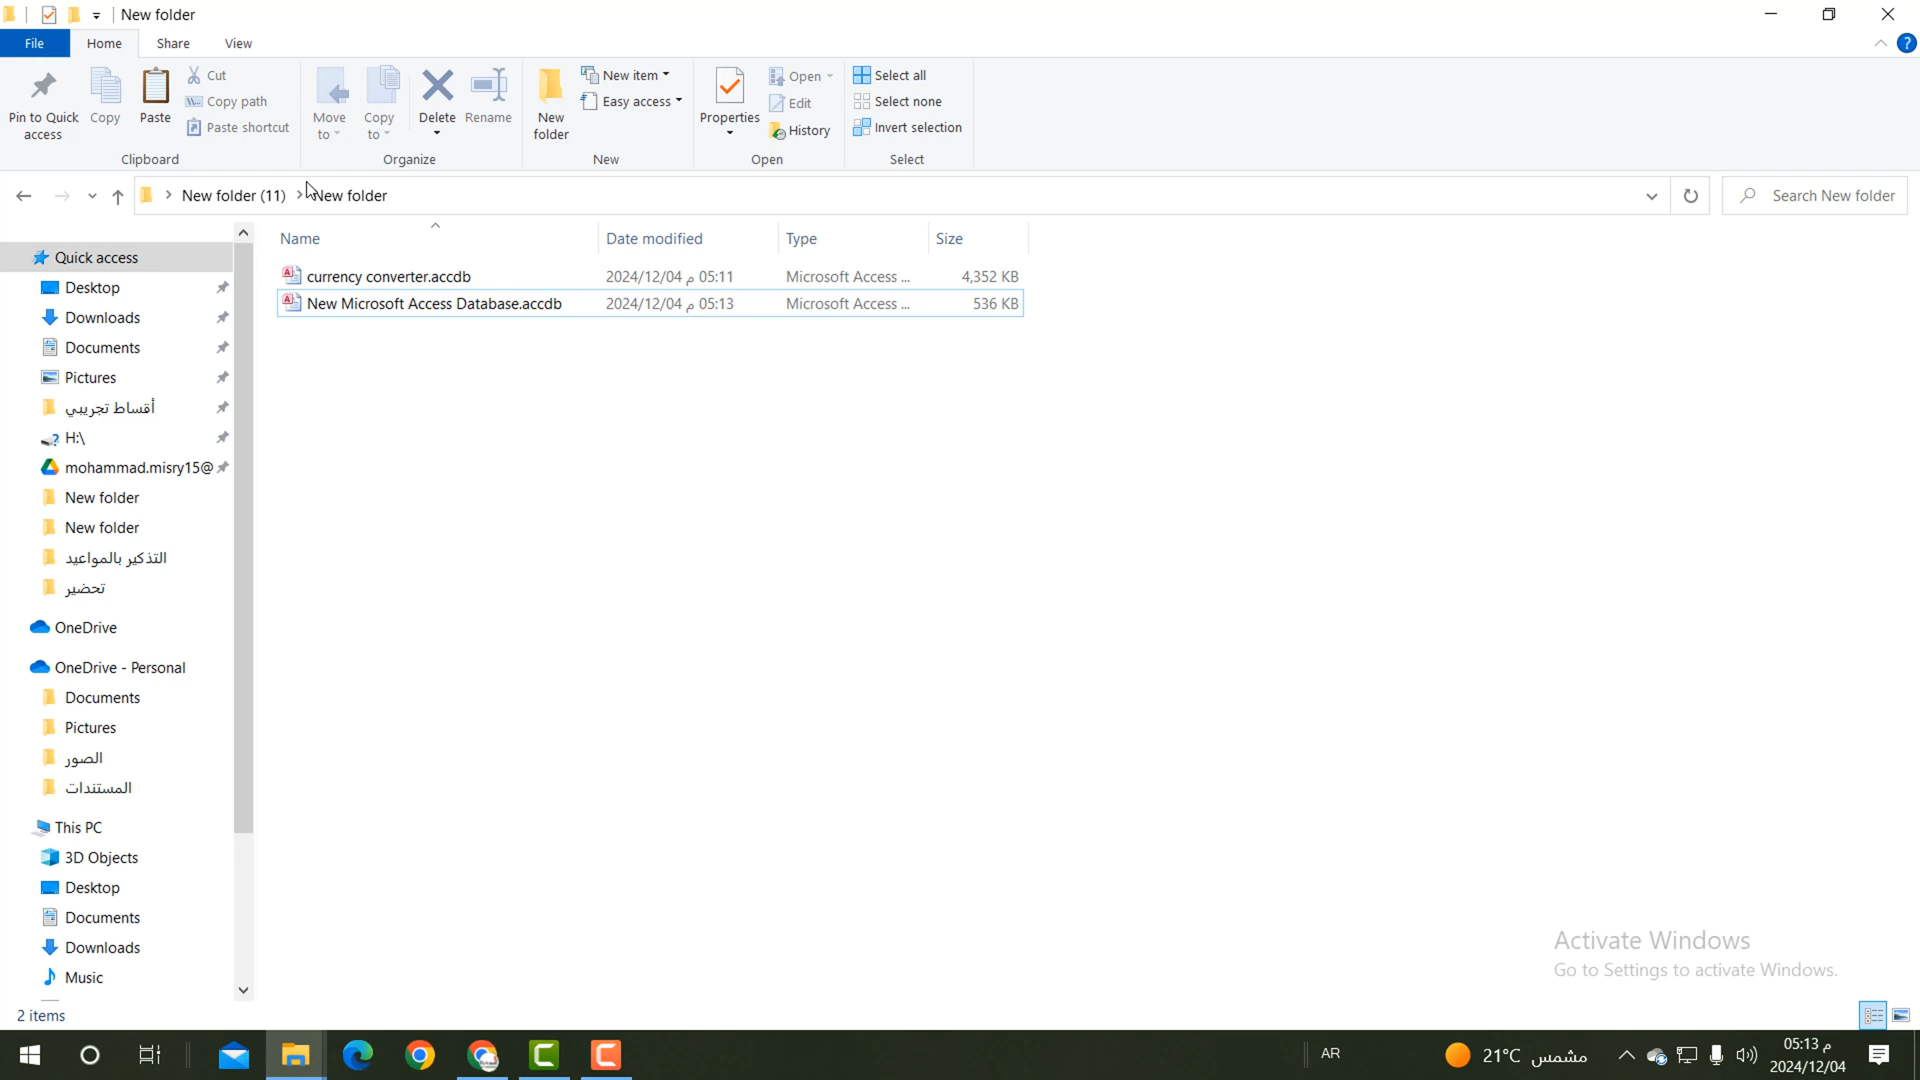 New folder
File Home Share View
Pin to Quick access
Copy
Paste
Cut
Copy path
Paste shortcut
Clipboard
Move to
Copy to
Delete
Rename
Organize
New folder
New item
Easy access
New
Properties
Open
Edit
History
Open
Select all
Select none
Invert selection
Select
New folder (11) New folder
Search New folder
Name Date modified Type Size
currency converter.accdb 2024/12/04 م 05:11 Microsoft Access ... 4,352 KB
New Microsoft Access Database.accdb 2024/12/04 م 05:13 Microsoft Access ... 536 KB
Quick access
Desktop
Downloads
Documents
Pictures
أقساط تجريبي
H:\
mohammad.misry15@
New folder
New folder
التذكير بالمواعيد
تحضير
OneDrive
OneDrive - Personal
Documents
Pictures
الصور
المستندات
This PC
3D Objects
Desktop
Documents
Downloads
Music
Activate Windows
Go to Settings to activate Windows.
2 items
AR
21°C مشمس
م 05:13
2024/12/04